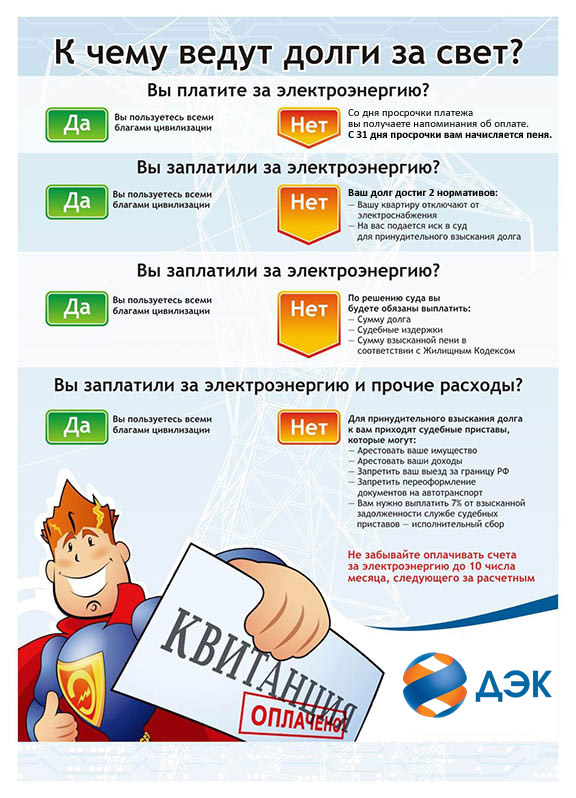 К чему ведут долги за свет?
Вы платите за электроэнергию?
Да
Вы пользуетесь всеми
благами цивилизации
Нет
Со дня просрочки платежа
вы получаете напоминания об оплате.
С 31 дня просрочки вам начисляется пеня.
Вы заплатили за электроэнергию?
Да
Вы пользуетесь всеми
благами цивилизации
Нет
Ваш долг достиг 2 нормативов:
— Вашу квартиру отключают от
электроснабжения
— На вас подается иск в суд
для принудительного взыскания долга
Вы заплатили за электроэнергию?
Да
Вы пользуетесь всеми
благами цивилизации
Нет
По решению суда вы
будете обязаны выплатить:
— Сумму долга
— Судебные издержки
— Сумму взысканной пени в
соответствии с Жилищным Кодексом
Вы заплатили за электроэнергию и прочие расходы?
Да
Вы пользуетесь всеми
благами цивилизации
Нет
Для принудительного взыскания долга
к вам приходят судебные приставы,
которые могут:
— Арестовать ваше имущество
— Арестовать ваши доходы
— Запретить ваш выезд за границу РФ
— Запретить переоформление
документов на автотранспорт
— Вам нужно выплатить 7% от взысканной
задолженности службе судебных
приставов — исполнительный сбор
Не забывайте оплачивать счета
за электроэнергию до 10 числа
месяца, следующего за расчетным
КВИТАНЦИЯ
ОПЛАЧЕНО
ДЭК